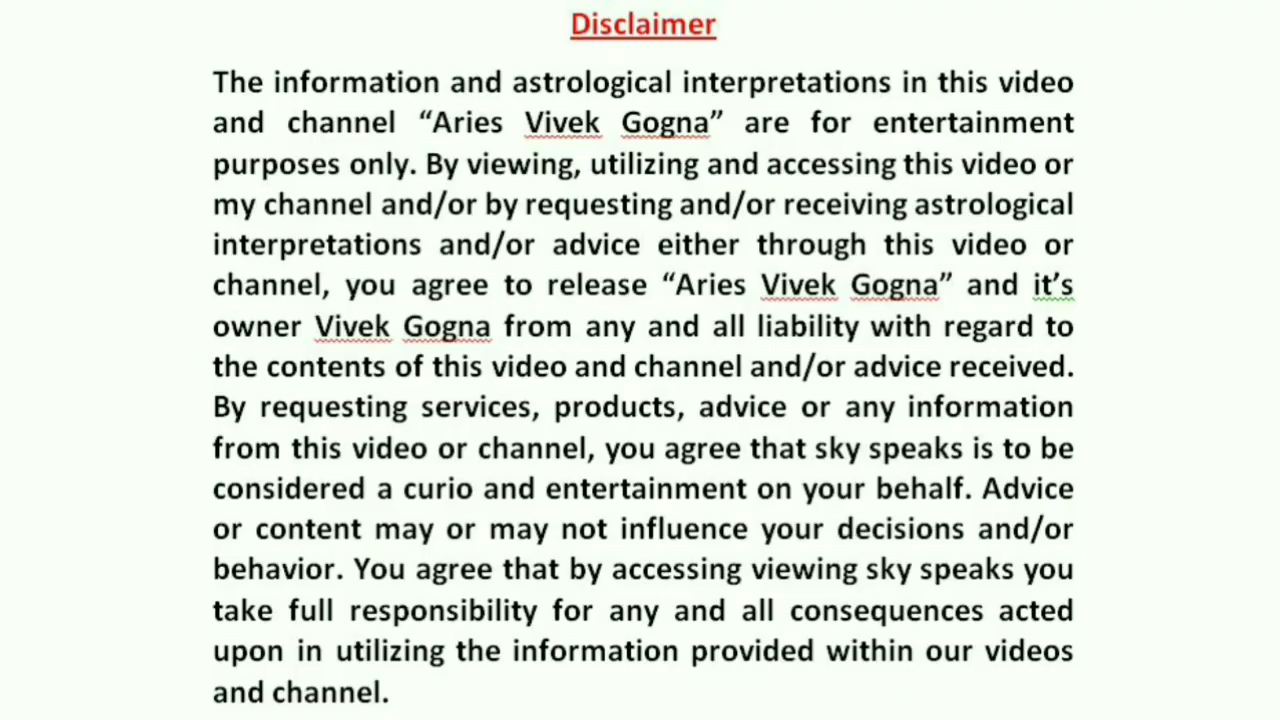 Disclaimer
The information and astrological interpretations in this video
and channel “Aries Vivek Gogna” are for entertainment
purposes only. By viewing, utilizing and accessing this video or
my channel and/or by requesting and/or receiving astrological
interpretations and/or advice either through this video or
channel, you agree to release “Aries Vivek Gogna” and it’s
owner Vivek Gogna from any and all liability with regard to
the contents of this video and channel and/or advice received.
By requesting services, products, advice or any information
from this video or channel, you agree that sky speaks is to be
considered a curio and entertainment on your behalf. Advice
or content may or may not influence your decisions and/or
behavior. You agree that by accessing viewing sky speaks you
take full responsibility for any and all consequences acted
upon in utilizing the information provided within our videos
and channel.